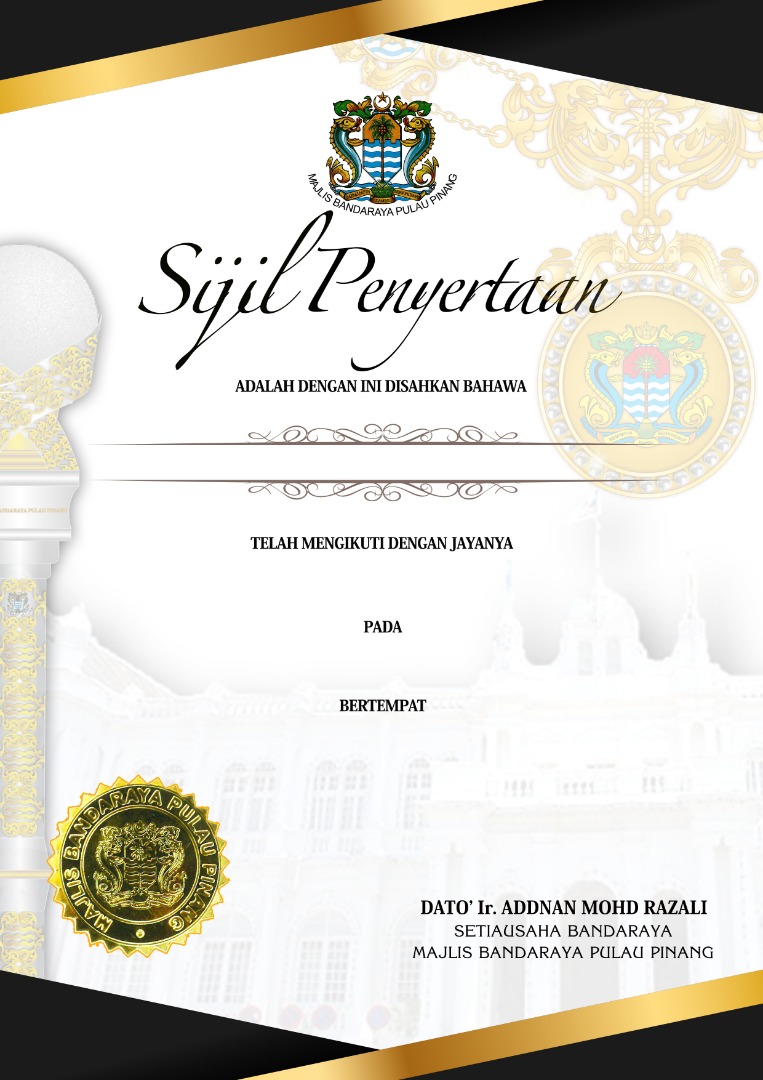 MAJLIS BANDARAYA PULAU PINANG
Sijil Penyertaan
ADALAH DENGAN INI DISAHKAN BAHAWA
TELAH MENGIKUTI DENGAN JAYANYA
PADA
BERTEMPAT
MAJLIS BANDARAYA PULAU PINANG
DATO’ Ir. ADDNAN MOHD RAZALI
SETIAUSAHA BANDARAYA
MAJLIS BANDARAYA PULAU PINANG